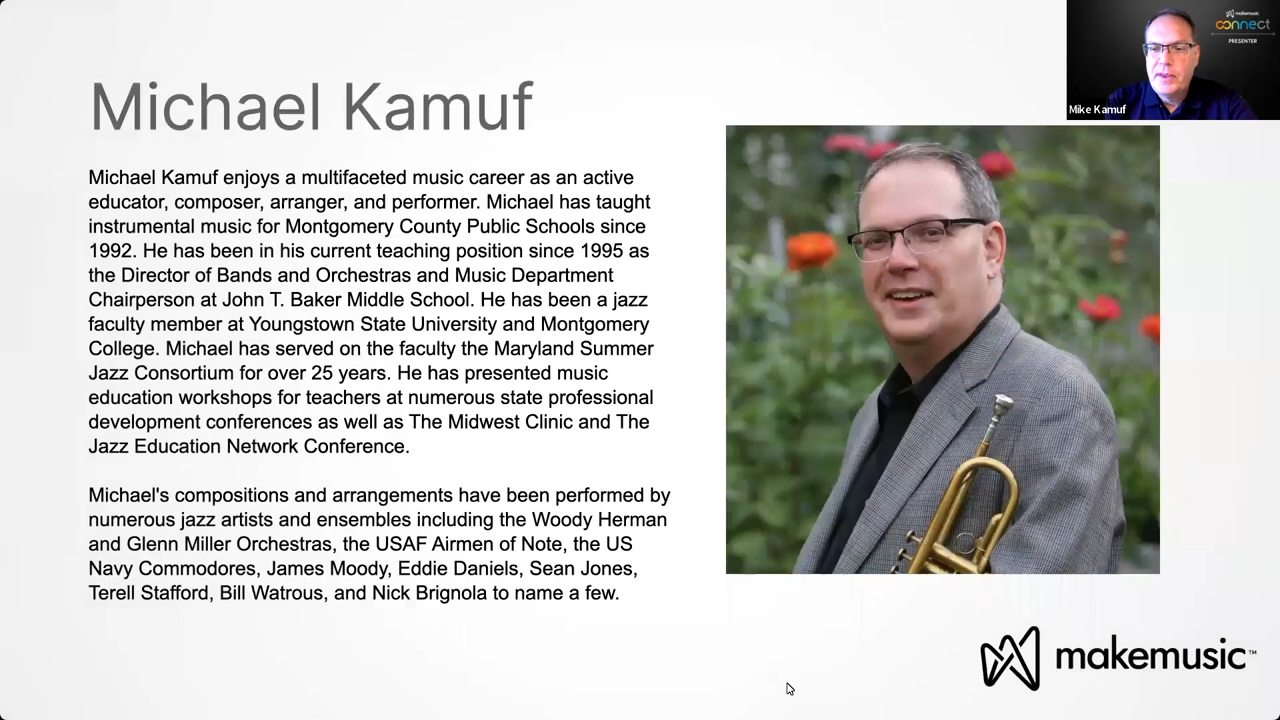 makemusic
connect
PRESENTER
Mike Kamuf
Michael Kamuf
Michael Kamuf enjoys a multifaceted music career as an active
educator, composer, arranger, and performer. Michael has taught
instrumental music for Montgomery County Public Schools since
1992. He has been in his current teaching position since 1995 as
the Director of Bands and Orchestras and Music Department
Chairperson at John T. Baker Middle School. He has been a jazz
faculty member at Youngstown State University and Montgomery
College. Michael has served on the faculty the Maryland Summer
Jazz Consortium for over 25 years. He has presented music
education workshops for teachers at numerous state professional
development conferences as well as The Midwest Clinic and The
Jazz Education Network Conference.
Michael's compositions and arrangements have been performed by
numerous jazz artists and ensembles including the Woody Herman
and Glenn Miller Orchestras, the USAF Airmen of Note, the US
Navy Commodores, James Moody, Eddie Daniels, Sean Jones,
Terell Stafford, Bill Watrous, and Nick Brignola to name a few.
makemusic™